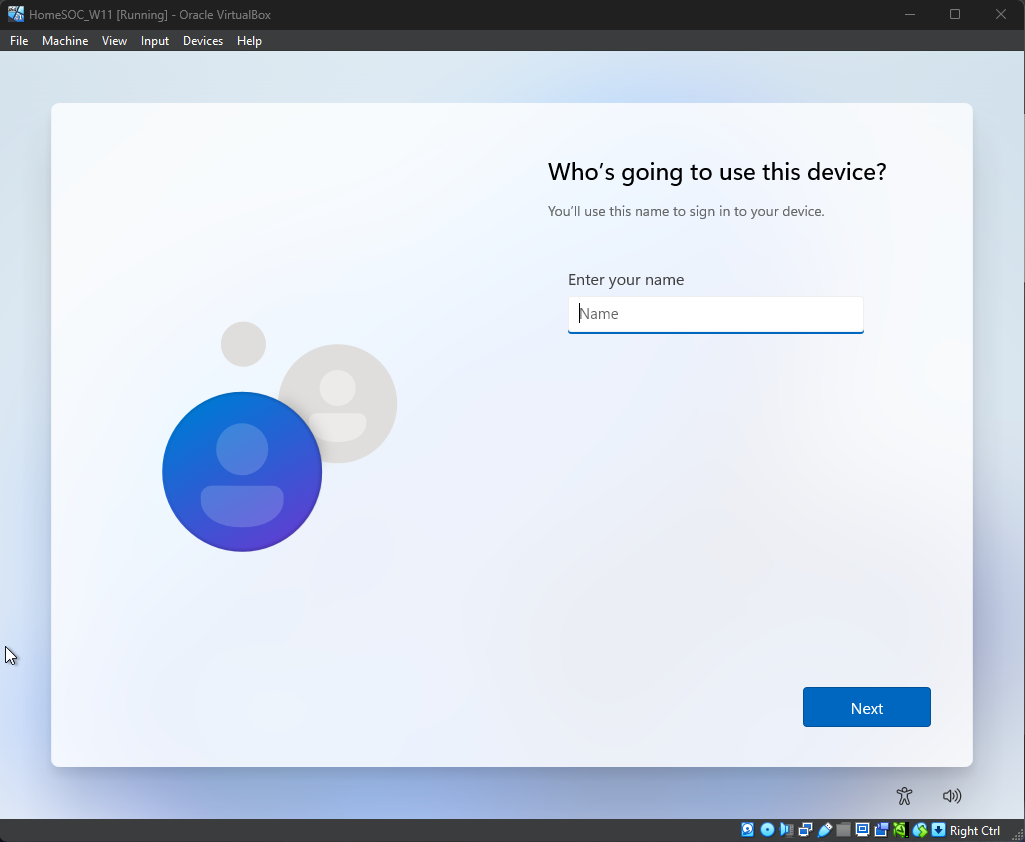 HomeSOC_W11 [Running] - Oracle VirtualBox
File Machine View Input Devices Help
Who's going to use this device?
You'll use this name to sign in to your device.
Enter your name
Name
Next
Right Ctrl